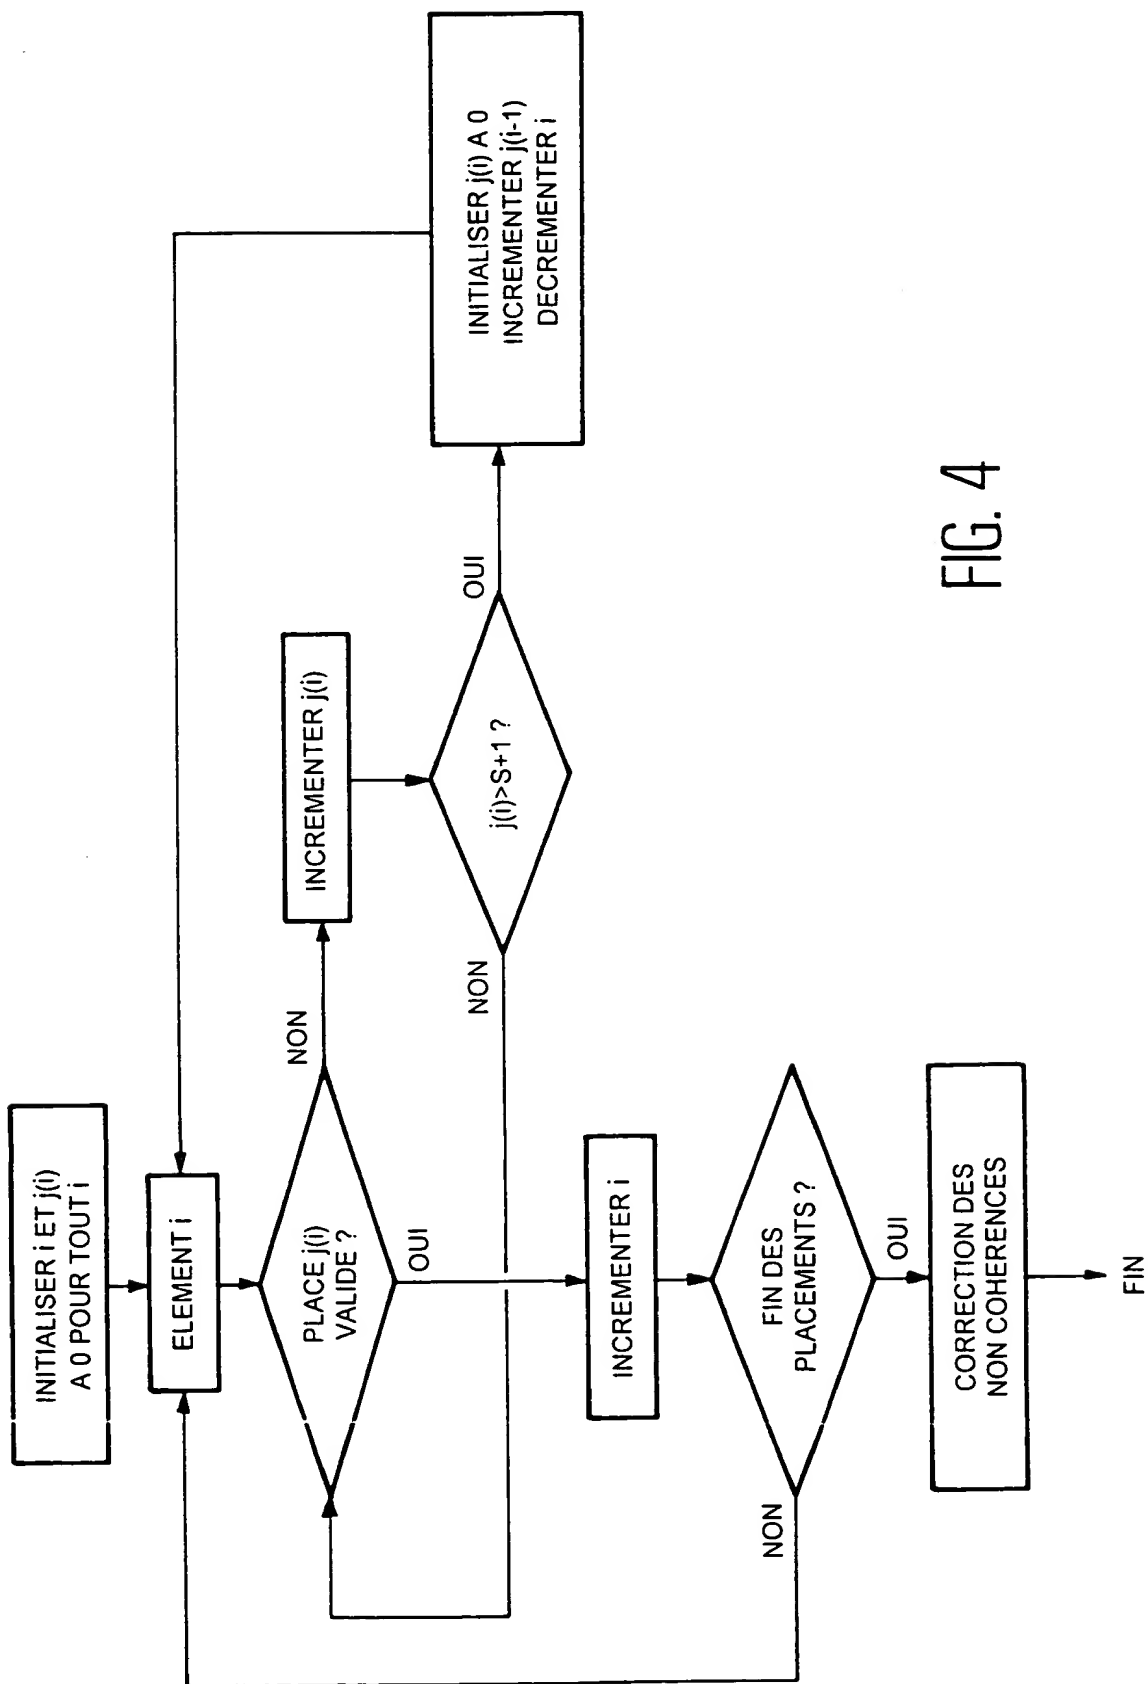 INITIALISER i ET j(i)
A 0 POUR TOUT i
ELEMENT i
PLACE j(i)
VALIDE ?
NON
OUI
INCREMENTER j(i)
j(i)>S+1 ?
OUI
NON
INITIALISER j(i) A 0
INCREMENTER j(i-1)
DECREMENTER i
INCREMENTER i
FIN DES
PLACEMENTS ?
NON
OUI
CORRECTION DES
NON COHERENCES
FIN
FIG. 4